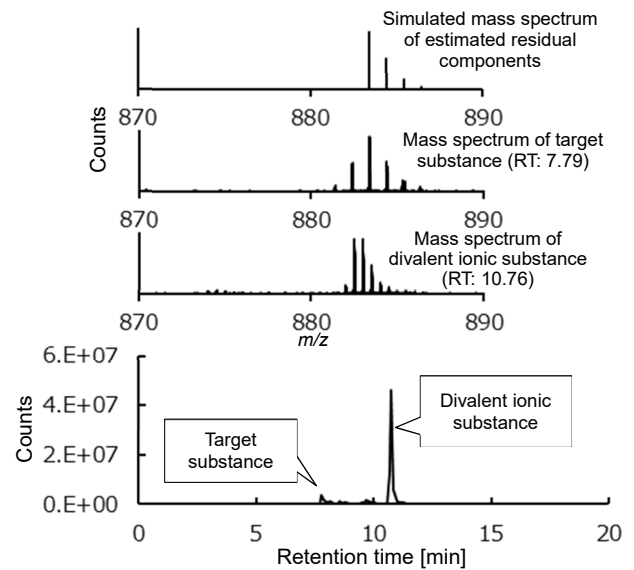 Simulated mass spectrum
of estimated residual
components
870
880
890
Counts
Mass spectrum of target
substance (RT: 7.79)
870
880
890
Mass spectrum of
divalent ionic substance
(RT: 10.76)
870
880
890
m/z
6.E+07
4.E+07
2.E+07
0.E+00
Counts
Target
substance
Divalent ionic
substance
0
5
10
15
20
Retention time [min]